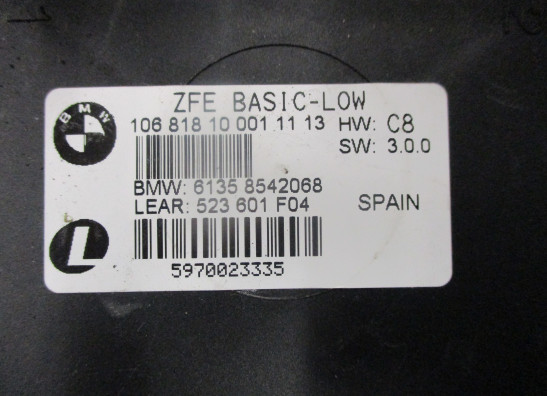 ZFE BASIC-LOW
BMW
106 818 10 001 11 13 HW: C8
SW: 3.0.0
BMW: 6135 8542068
LEAR: 523 601 F04 SPAIN
L
5970023335